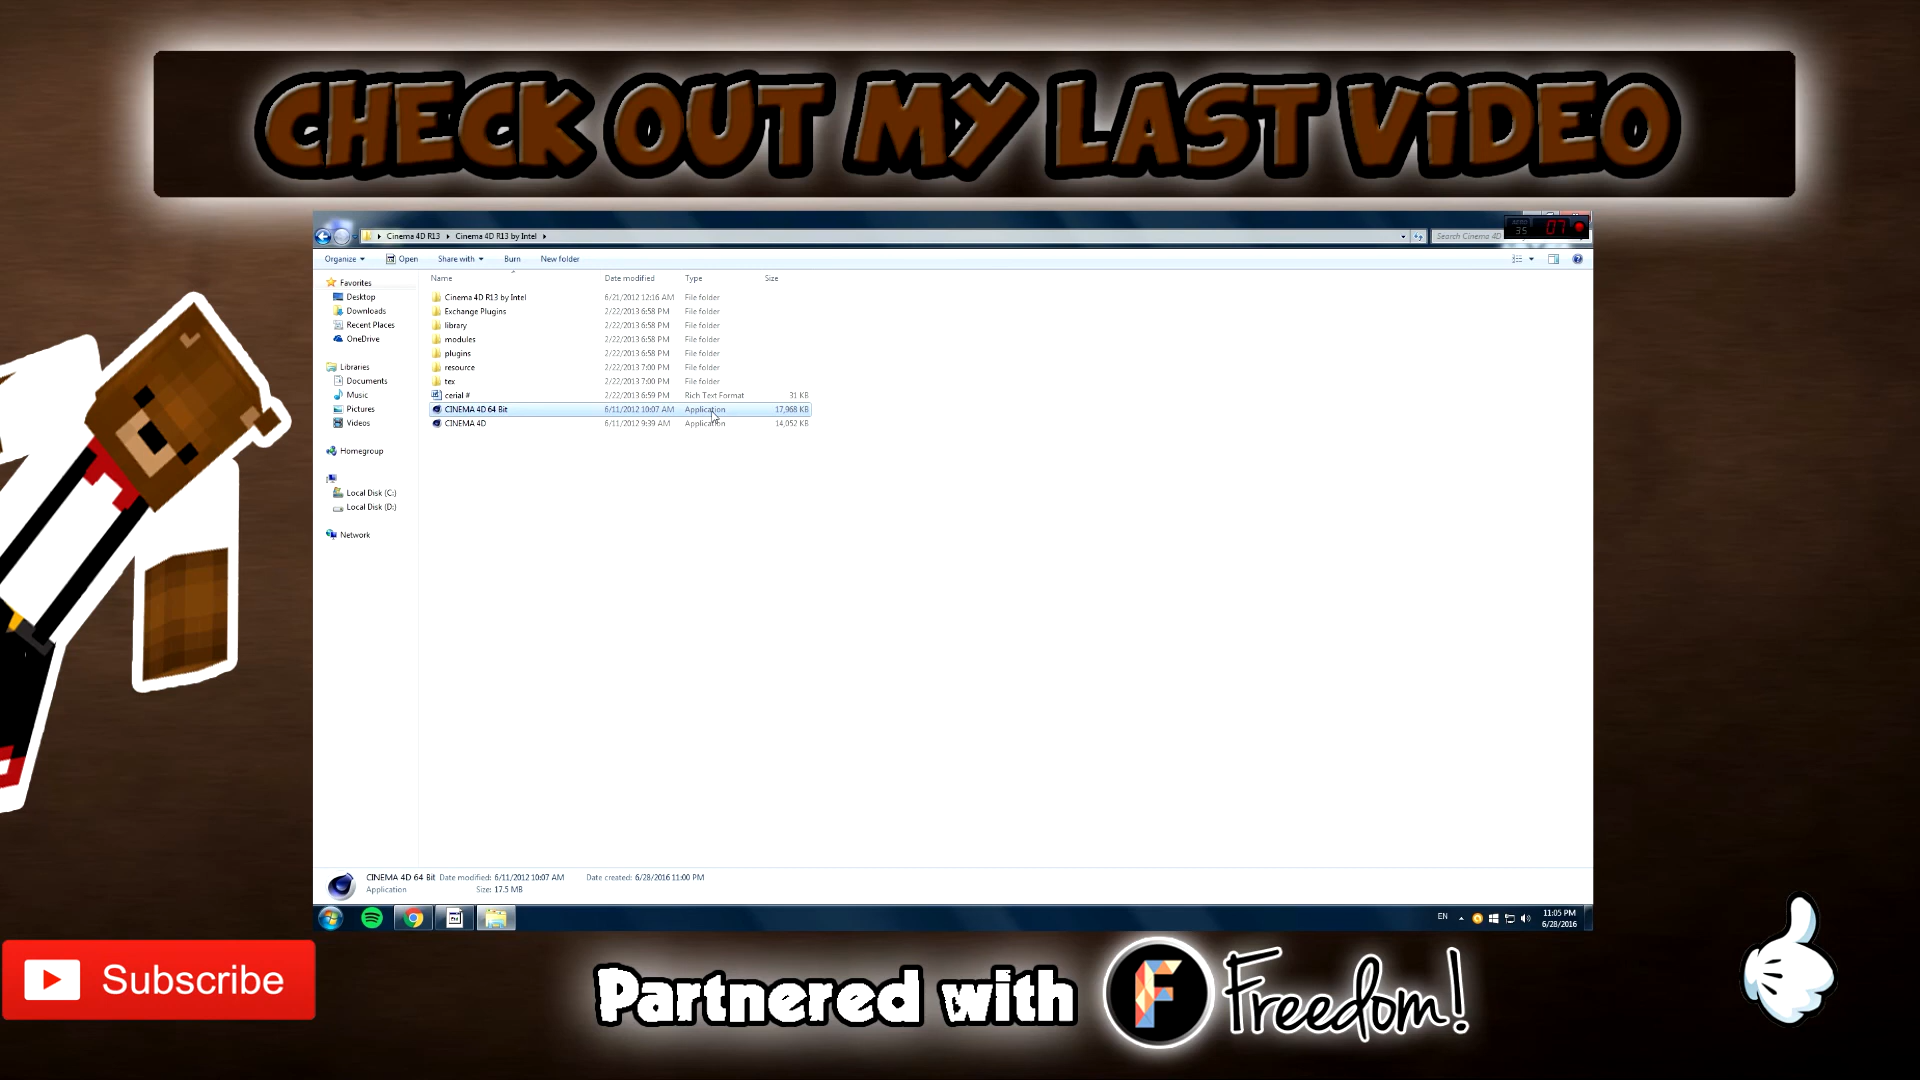 CHECK OUT MY LAST ViDEO
Cinema 4D R13 Cinema 4D R13 by Intel
35 07
Search Cinema 4D
Organize Open Share with Burn New folder
Name Date modified Type Size
Favorites
Desktop
Downloads
Recent Places
OneDrive
Libraries
Documents
Music
Pictures
Videos
Homegroup
Local Disk (C:)
Local Disk (D:)
Network
Cinema 4D R13 by Intel 6/21/2012 12:16 AM File folder
Exchange Plugins 2/22/2013 6:58 PM File folder
library 2/22/2013 6:58 PM File folder
modules 2/22/2013 6:58 PM File folder
plugins 2/22/2013 6:58 PM File folder
resource 2/22/2013 7:00 PM File folder
tex 2/22/2013 7:00 PM File folder
cerial # 2/22/2013 6:59 PM Rich Text Format 31 KB
CINEMA 4D 64 Bit 6/11/2012 10:07 AM Application 17,968 KB
CINEMA 4D 6/11/2012 9:39 AM Application 14,052 KB
CINEMA 4D 64 Bit Date modified: 6/11/2012 10:07 AM Date created: 6/28/2016 11:00 PM
Application Size: 17.5 MB
EN 11:05 PM
6/28/2016
Subscribe
Partnered with F Freedom!